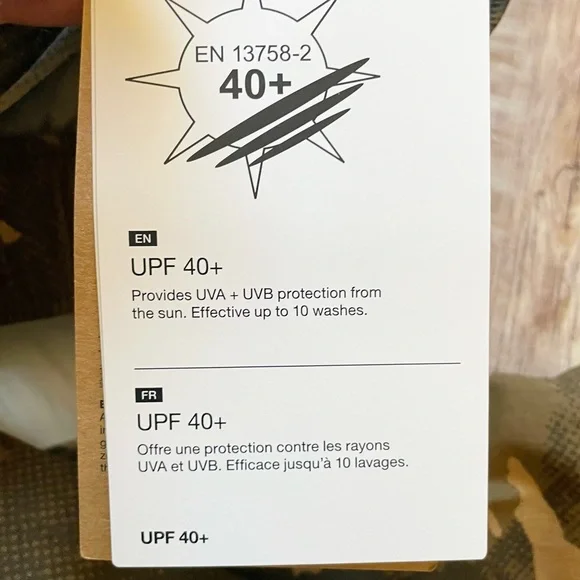 EN 13758-2
40+
EN
UPF 40+
Provides UVA + UVB protection from
the sun. Effective up to 10 washes.
FR
UPF 40+
Offre une protection contre les rayons
UVA et UVB. Efficace jusqu'à 10 lavages.
UPF 40+